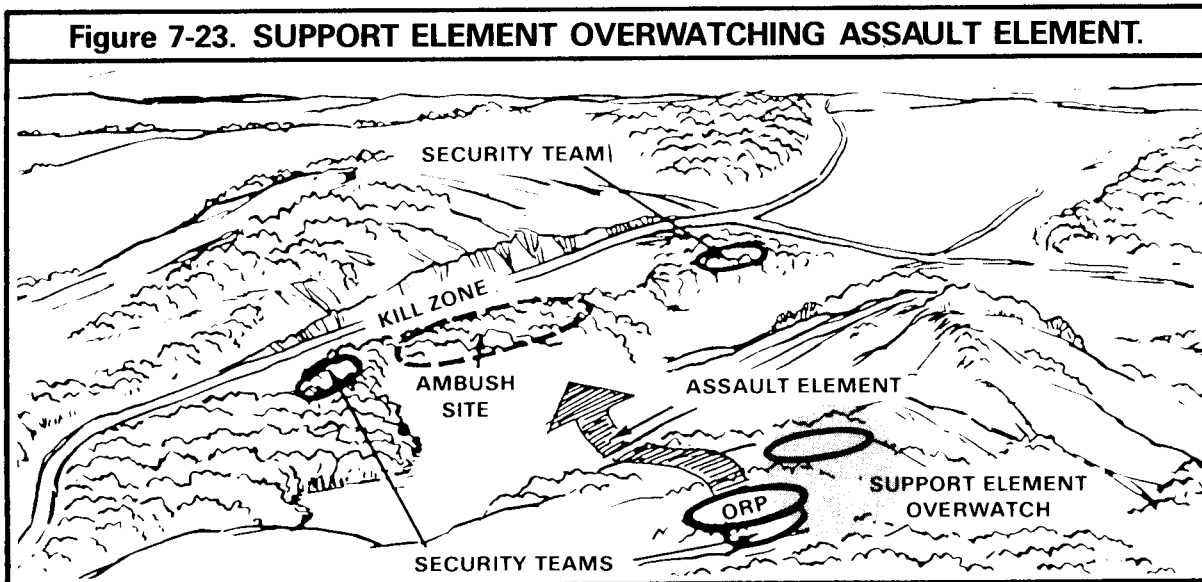 Figure 7-23. SUPPORT ELEMENT OVERWATCHING ASSAULT ELEMENT.
SECURITY TEAM
KILL ZONE
AMBUSH
SITE
ASSAULT ELEMENT
SUPPORT ELEMENT
OVERWATCH
ORP
SECURITY TEAMS